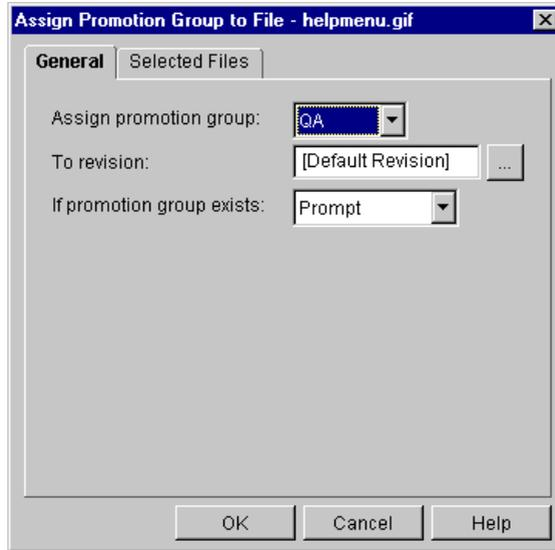 Assign Promotion Group to File - helpmenu.gif
General Selected Files
Assign promotion group: QA
To revision: [Default Revision] ...
If promotion group exists: Prompt
OK Cancel Help